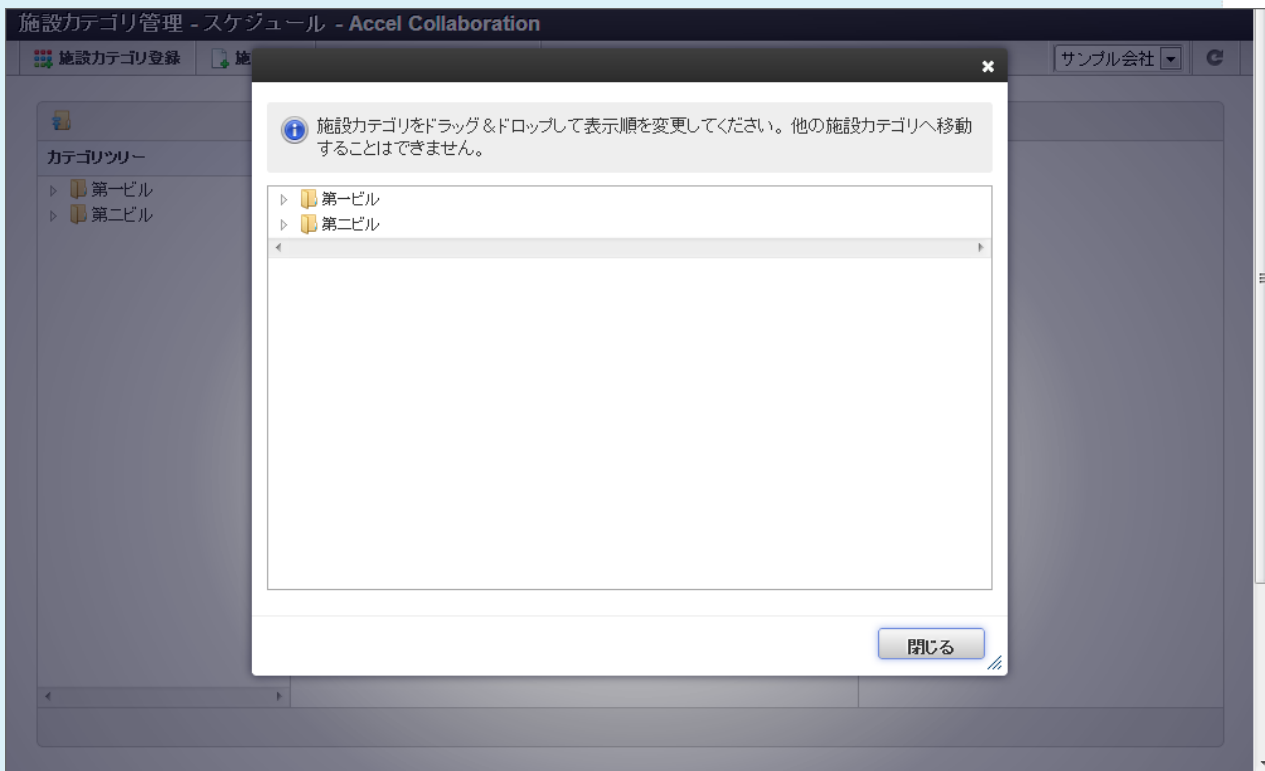 施設カテゴリ管理 - スケジュール - Accel Collaboration
施設カテゴリ登録
施
サンプル会社
施設カテゴリをドラッグ&ドロップして表示順を変更してください。他の施設カテゴリへ移動
することはできません。
カテゴリツリー
第一ビル
第二ビル
第一ビル
第二ビル
閉じる